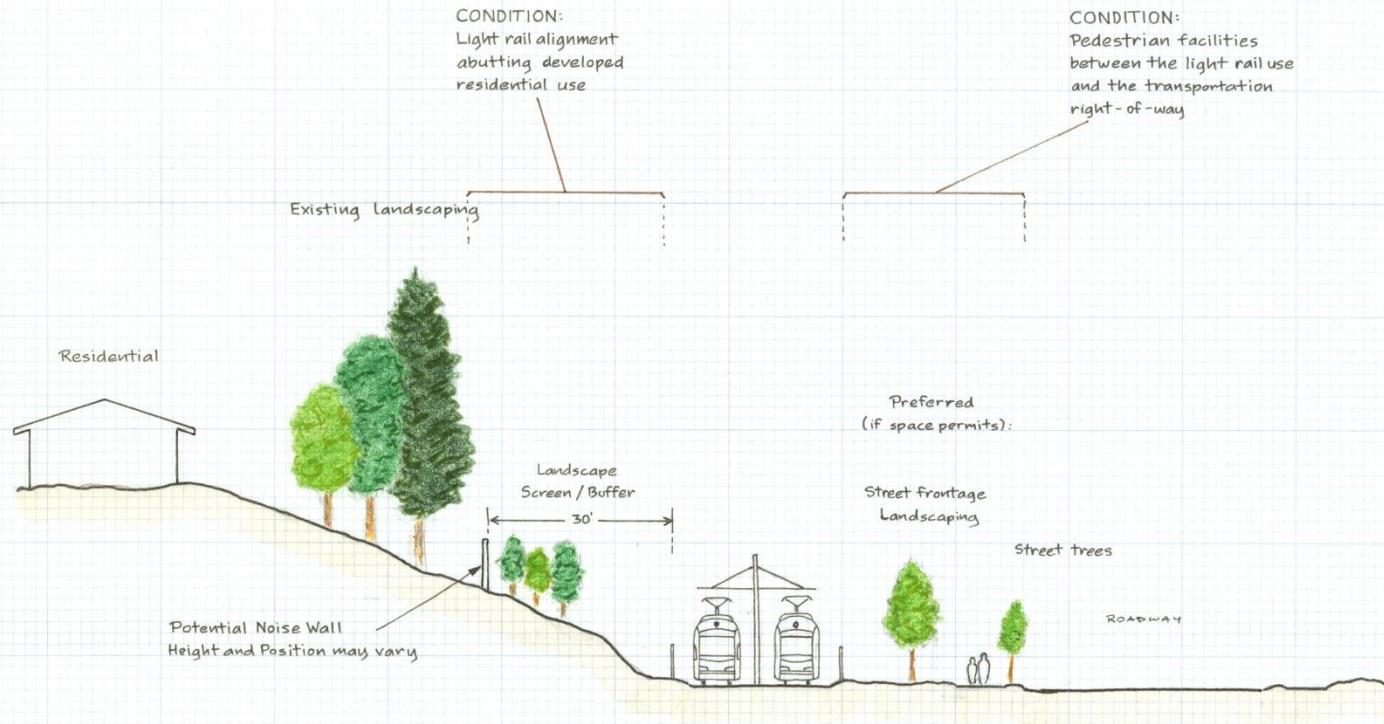 CONDITION:
Light rail alignment
abutting developed
residential use
CONDITION:
Pedestrian facilities
between the light rail use
and the transportation
right-of-way
Existing Landscaping
Residential
Preferred
(if space permits):
Landscape
Screen / Buffer
30'
Street frontage
Landscaping
Street trees
ROADWAY
Potential Noise Wall
Height and Position may vary